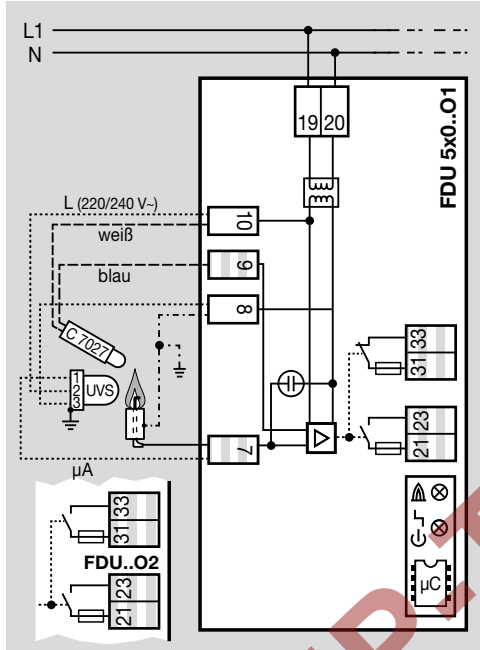 L1
N
19 20
FDU 5x0..O1
L (220/240 V~)
10
weiß
9
blau
8
C 7027
1
2
3
UVS
7
µA
31 33
21 23
µC
31 33
FDU..O2
21 23